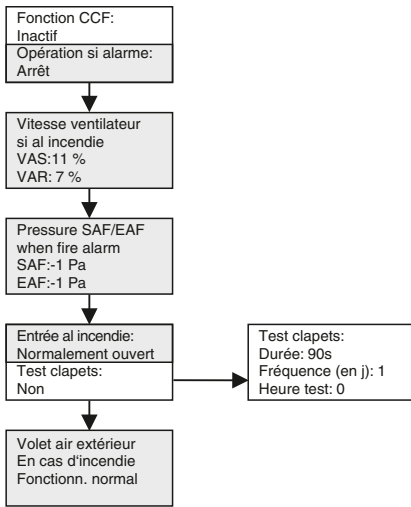 Fonction CCF:
Inactif
Opération si alarme:
Arrêt
Vitesse ventilateur
si al incendie
VAS:11 %
VAR: 7 %
Pressure SAF/EAF
when fire alarm
SAF:-1 Pa
EAF:-1 Pa
Entrée al incendie:
Normalement ouvert
Test clapets:
Non
Test clapets:
Durée: 90s
Fréquence (en j): 1
Heure test: 0
Volet air extérieur
En cas d'incendie
Fonctionn. normal